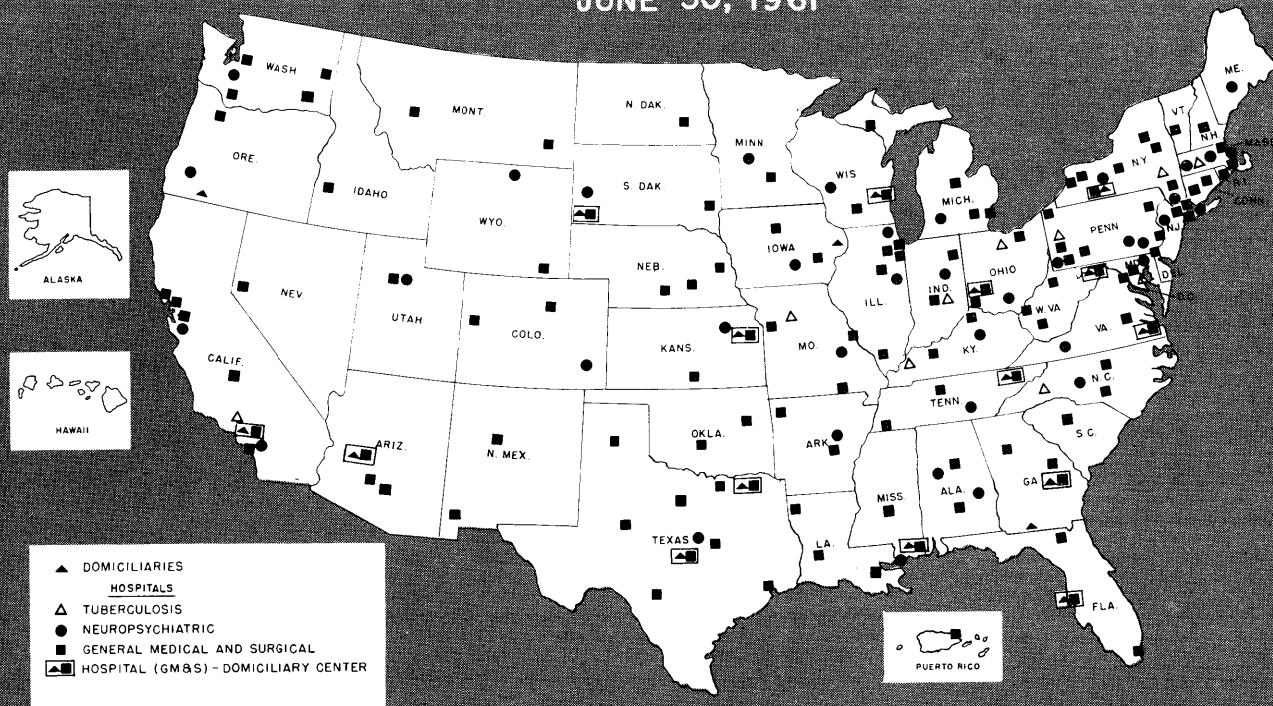 JUNE 30, 1961
WASH
MONT.
N. DAK.
MINN.
ME.
VT.
N.H.
MASS
ORE.
IDAHO
S. DAK.
WIS
MICH.
N.Y.
R.I.
CONN.
WYO.
IOWA
PENN
N.J.
ALASKA
NEV.
UTAH
NEB.
ILL.
IND.
OHIO
DEL
D.C.
W.VA
VA.
COLO.
KANS.
MO.
KY.
CALIF.
HAWAII
N.C.
TENN.
ARIZ.
N. MEX.
OKLA.
ARK
S.C.
MISS.
ALA.
GA
TEXAS
LA.
FLA.
DOMICILIARIES
HOSPITALS
TUBERCULOSIS
NEUROPSYCHIATRIC
GENERAL MEDICAL AND SURGICAL
HOSPITAL (GM&S) - DOMICILIARY CENTER
PUERTO RICO